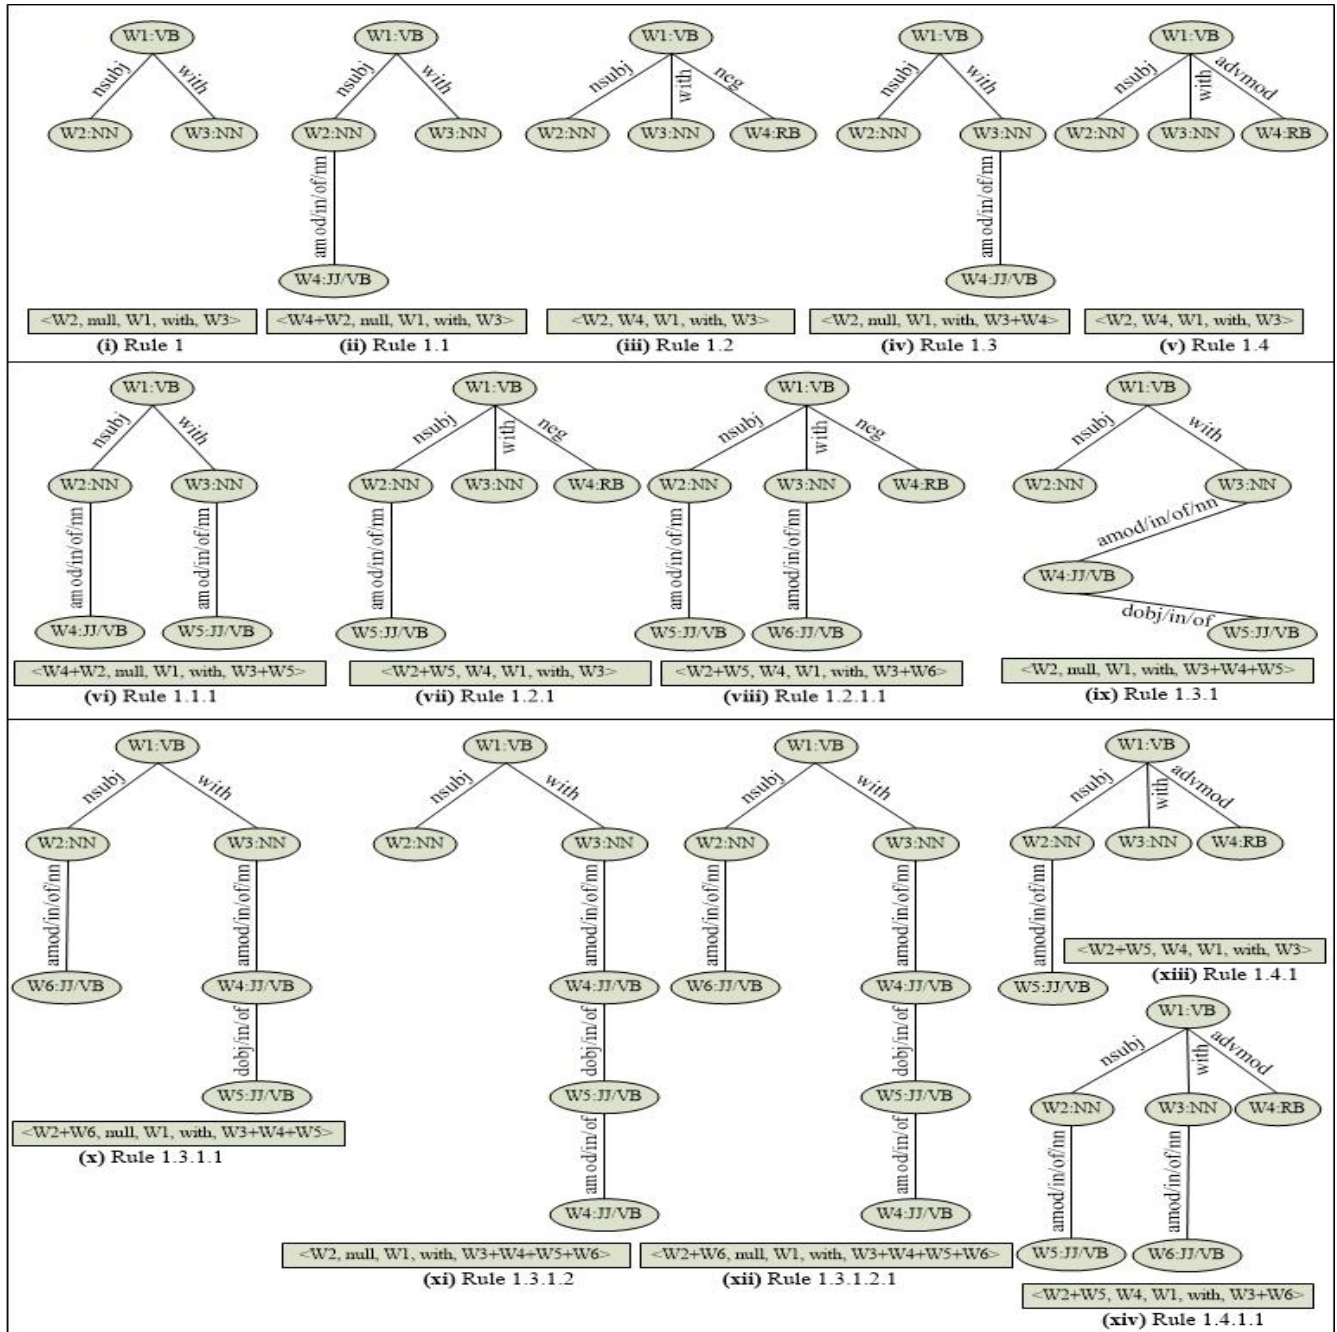 W1:VB
nsubj
with
W2:NN
W3:NN
<W2, null, W1, with, W3>
(i) Rule 1
W1:VB
nsubj
with
W2:NN
W3:NN
amod/in/of/nn
W4:JJ/VB
<W4+W2, null, W1, with, W3>
(ii) Rule 1.1
W1:VB
nsubj
with
neg
W2:NN
W3:NN
W4:RB
<W2, W4, W1, with, W3>
(iii) Rule 1.2
W1:VB
nsubj
with
W2:NN
W3:NN
amod/in/of/nn
W4:JJ/VB
<W2, null, W1, with, W3+W4>
(iv) Rule 1.3
W1:VB
nsubj
with
advmod
W2:NN
W3:NN
W4:RB
<W2, W4, W1, with, W3>
(v) Rule 1.4
W1:VB
nsubj
with
W2:NN
W3:NN
amod/in/of/nn
amod/in/of/nn
W4:JJ/VB
W5:JJ/VB
<W4+W2, null, W1, with, W3+W5>
(vi) Rule 1.1.1
W1:VB
nsubj
with
neg
W2:NN
W3:NN
W4:RB
amod/in/of/nn
W5:JJ/VB
<W2+W5, W4, W1, with, W3>
(vii) Rule 1.2.1
W1:VB
nsubj
with
neg
W2:NN
W3:NN
W4:RB
amod/in/of/nn
amod/in/of/nn
W5:JJ/VB
W6:JJ/VB
<W2+W5, W4, W1, with, W3+W6>
(viii) Rule 1.2.1.1
W1:VB
nsubj
with
W2:NN
W3:NN
amod/in/of/nn
W4:JJ/VB
dobj/in/of
W5:JJ/VB
<W2, null, W1, with, W3+W4+W5>
(ix) Rule 1.3.1
W1:VB
nsubj
with
W2:NN
W3:NN
amod/in/of/nn
amod/in/of/nn
W6:JJ/VB
W4:JJ/VB
dobj/in/of
W5:JJ/VB
<W2+W6, null, W1, with, W3+W4+W5>
(x) Rule 1.3.1.1
W1:VB
nsubj
with
W2:NN
W3:NN
amod/in/of/nn
W4:JJ/VB
dobj/in/of
W5:JJ/VB
amod/in/of
W4:JJ/VB
<W2, null, W1, with, W3+W4+W5+W6>
(xi) Rule 1.3.1.2
W1:VB
nsubj
with
W2:NN
W3:NN
amod/in/of/nn
amod/in/of/nn
W6:JJ/VB
W4:JJ/VB
dobj/in/of
W5:JJ/VB
amod/in/of
W4:JJ/VB
<W2+W6, null, W1, with, W3+W4+W5+W6>
(xii) Rule 1.3.1.2.1
W1:VB
nsubj
with
advmod
W2:NN
W3:NN
W4:RB
amod/in/of/nn
W5:JJ/VB
<W2+W5, W4, W1, with, W3>
(xiii) Rule 1.4.1
W1:VB
nsubj
with
advmod
W2:NN
W3:NN
W4:RB
amod/in/of/nn
amod/in/of/nn
W5:JJ/VB
W6:JJ/VB
<W2+W5, W4, W1, with, W3+W6>
(xiv) Rule 1.4.1.1